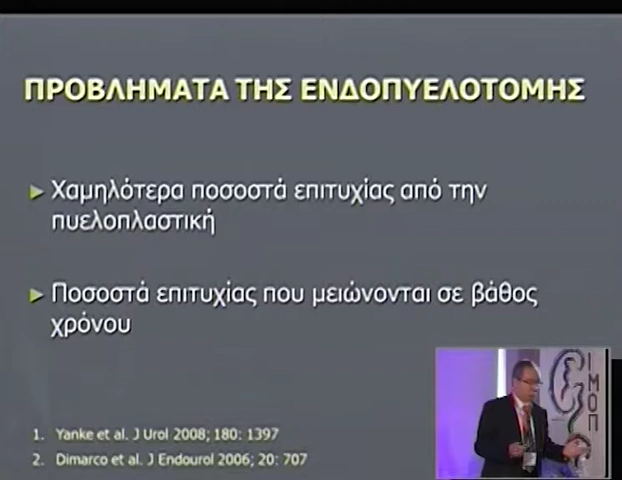 ΠΡΟΒΛΗΜΑΤΑ ΤΗΣ ΕΝΔΟΠΥΕΛΟΤΟΜΗΣ
Χαμηλότερα ποσοστά επιτυχίας από την
πυελοπλαστική
Ποσοστά επιτυχίας που μειώνονται σε βάθος
χρόνου
1. Yanke et al. J Urol 2008; 180: 1397
2. Dimarco et al. J Endourol 2006; 20: 707
ΙΜΟΠ